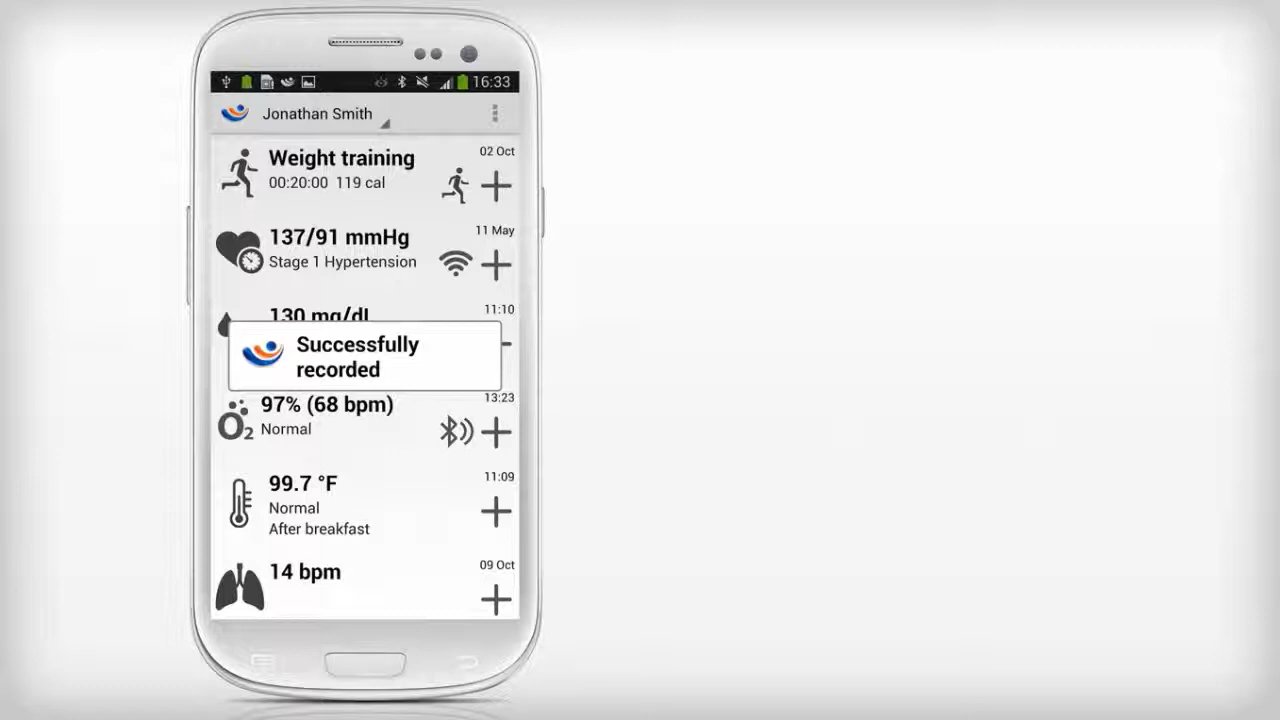 16:33
Jonathan Smith
02 Oct
Weight training
00:20:00 119 cal
11 May
137/91 mmHg
Stage 1 Hypertension
11:10
130 mg/dL
Successfully
recorded
13:23
97% (68 bpm)
O2
Normal
11:09
99.7 °F
Normal
After breakfast
09 Oct
14 bpm